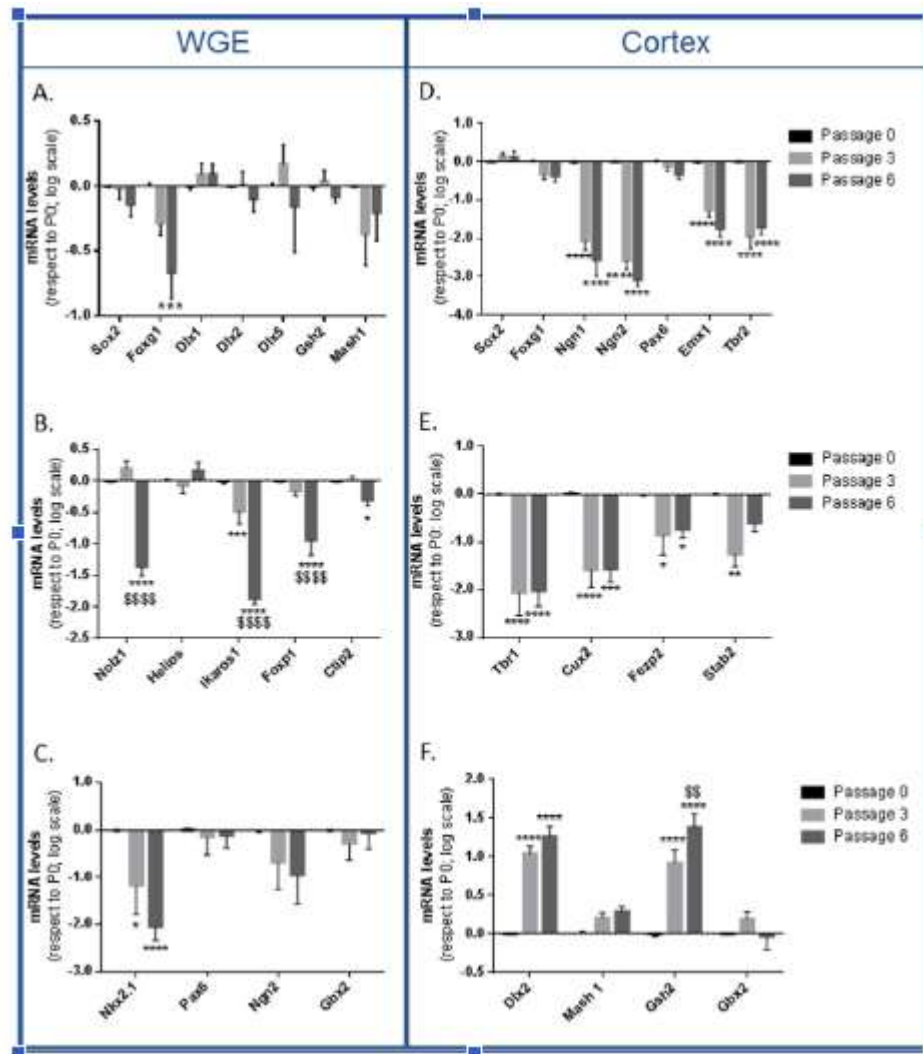 WGE
Cortex
A.
mRNA levels
(respect to P0; log scale)
0.5
0.0
-0.5
-1.0
***
Sox2
Foxg1
Dlx1
Dlx2
Dlx5
Gsh2
Mash1
B.
mRNA levels
(respect to P0; log scale)
0.5
0.0
-0.5
-1.0
-1.5
-2.0
-2.5
****
$$$$
***
****
$$$$
****
$$$$
*
Nolz1
Helios
Ikaros1
Foxp1
Ctip2
C.
mRNA levels
(respect to P0; log scale)
1.0
0.0
-1.0
-2.0
-3.0
*
****
Nkx2.1
Pax6
Ngn2
Gbx2
D.
mRNA levels
(respect to P0; log scale)
1.0
0.0
-1.0
-2.0
-3.0
-4.0
****
****
****
****
****
****
****
****
Sox2
Foxg1
Ngn1
Ngn2
Pax6
Emx1
Tbr2
Passage 0
Passage 3
Passage 6
E.
mRNA levels
(respect to P0; log scale)
1.0
0.0
-1.0
-2.0
-3.0
****
****
****
***
*
*
**
Tbr1
Cux2
Fezp2
Stab2
Passage 0
Passage 3
Passage 6
F.
mRNA levels
(respect to P0; log scale)
2.0
1.5
1.0
0.5
0.0
-0.5
****
****
****
$$
****
Dlx2
Mash 1
Gsh2
Gbx2
Passage 0
Passage 3
Passage 6